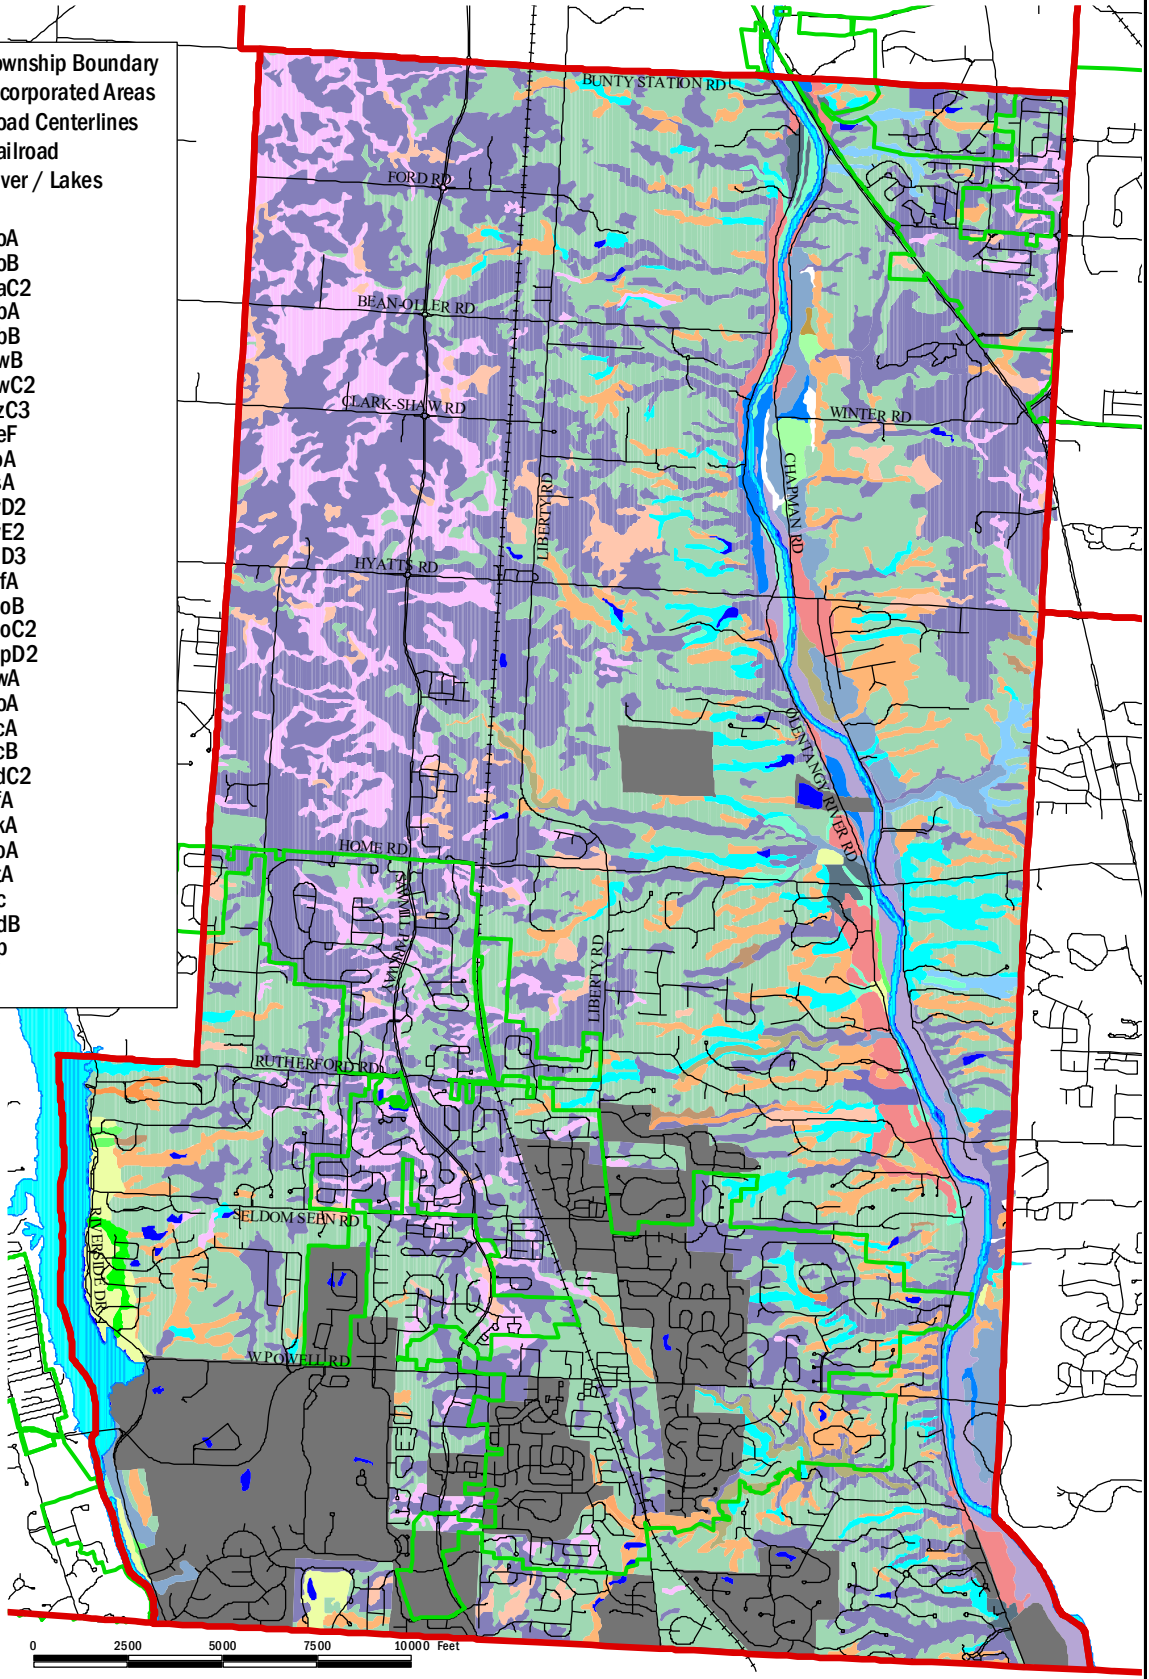 ownship Boundary
corporated Areas
oad Centerlines
ailroad
ver / Lakes
oA
oB
aC2
oA
oB
wB
wC2
zC3
eF
oA
sA
D2
E2
D3
fA
oB
oC2
pD2
wA
oA
cA
cB
dC2
fA
kA
oA
tA
c
dB
p
BUNTY STATION RD
FORD RD
BEAN-OLLER RD
CLARK-SHAW RD
WINTER RD
CHAPMAN RD
LIBERTY RD
HYATTS RD
OLENTANGY RIVER RD
HOME RD
SAWMILL PARKWAY
LIBERTY RD
RUTHERFORD RD
SELDOM SEEN RD
RIVERSIDE DR
W POWELL RD
0 2500 5000 7500 10000 Feet